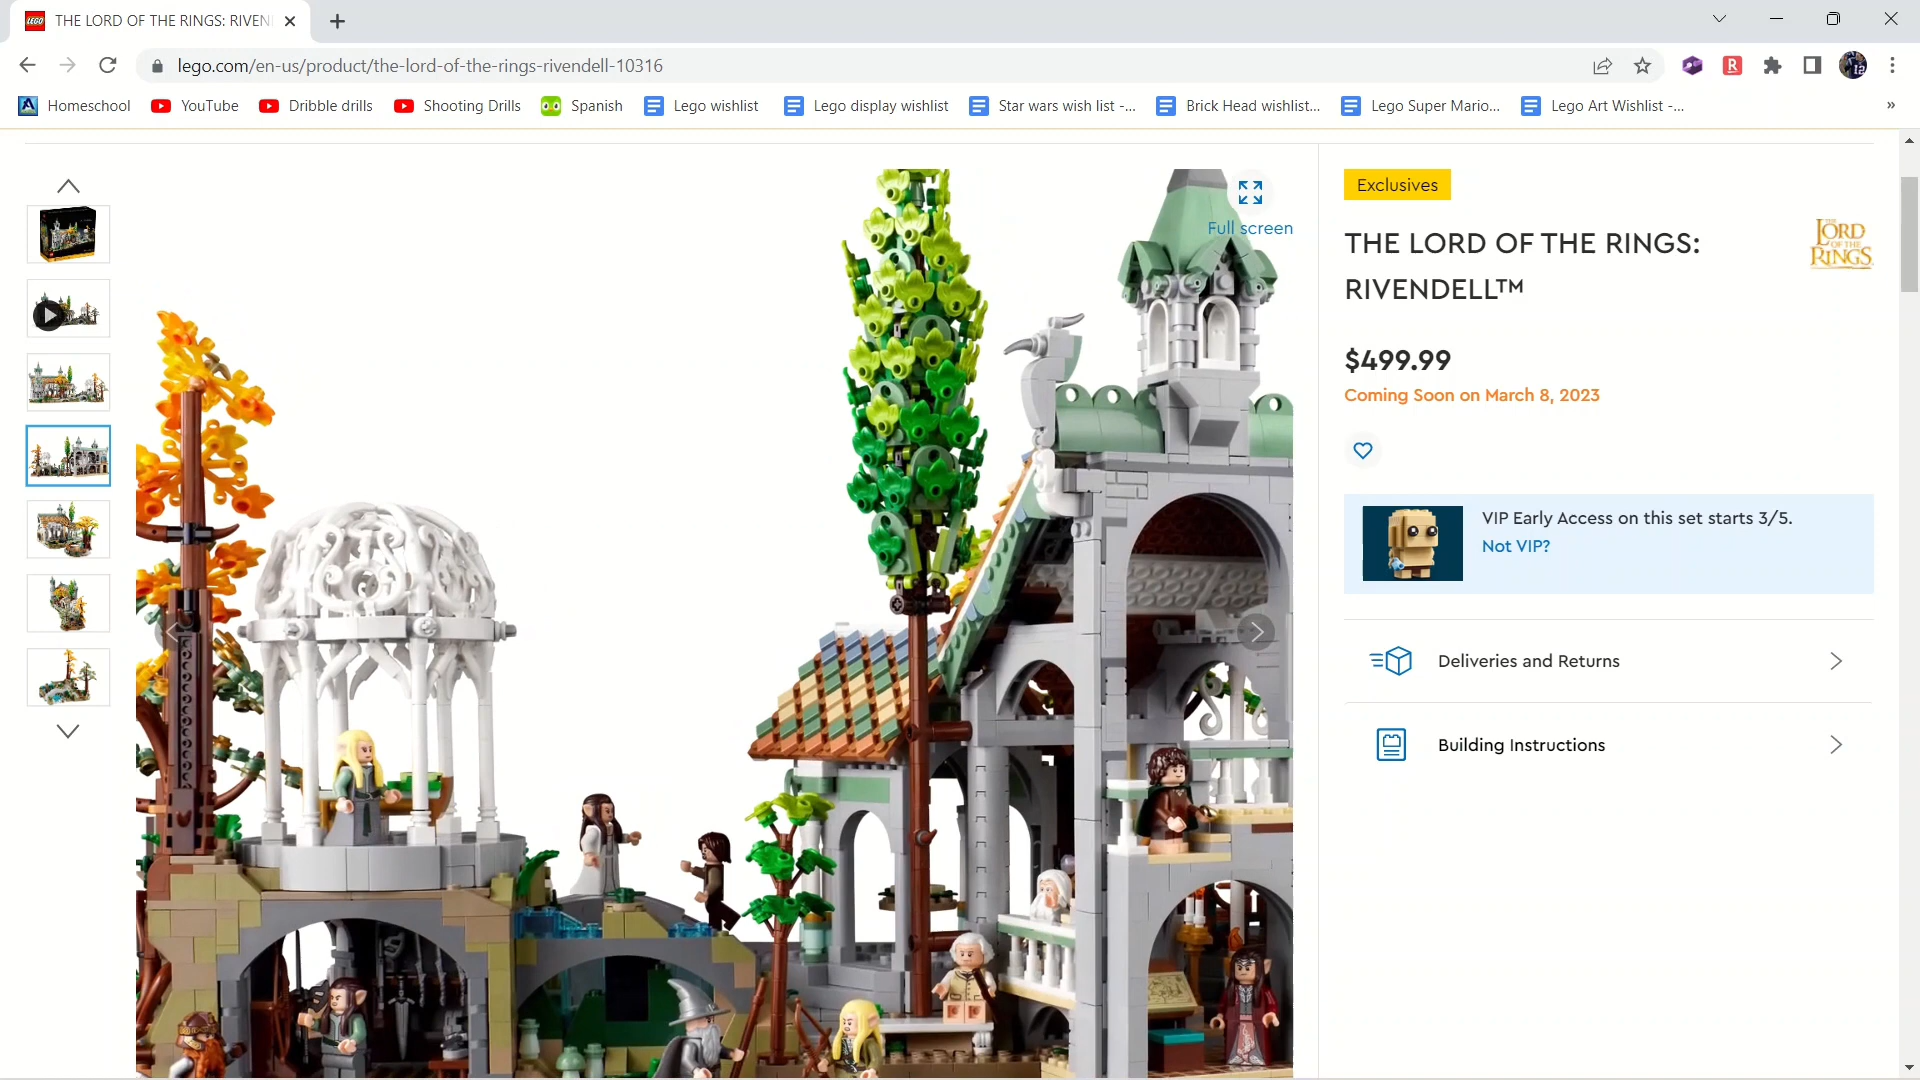 LEGO
THE LORD OF THE RINGS: RIVEN
lego.com/en-us/product/the-lord-of-the-rings-rivendell-10316
Homeschool YouTube Dribble drills Shooting Drills Spanish Lego wishlist Lego display wishlist Star wars wish list -... Brick Head wishlist... Lego Super Mario... Lego Art Wishlist -... »
Full screen
Exclusives
THE LORD OF THE RINGS:
RIVENDELL™
THE
LORD
OF THE
RINGS
$499.99
Coming Soon on March 8, 2023
VIP Early Access on this set starts 3/5.
Not VIP?
Deliveries and Returns
Building Instructions